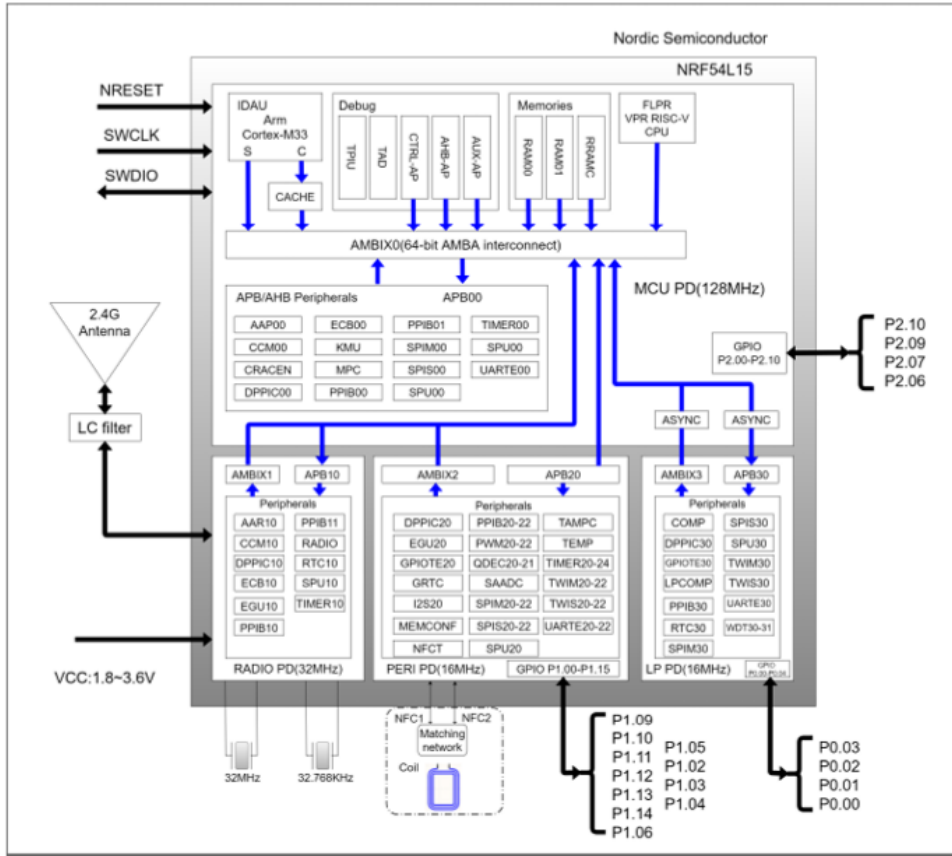 Nordic Semiconductor
NRF54L15
NRESET
SWCLK
SWDIO
IDAU
Arm
Cortex-M33
S C
CACHE
Debug
TPIU
TAD
CTRL-AP
AHB-AP
AUX-AP
Memories
RAM00
RAM01
RRAMC
FLPR
VPR RISC-V
CPU
AMBIX0(64-bit AMBA interconnect)
MCU PD(128MHz)
APB/AHB Peripherals APB00
AAP00 ECB00 PPIB01 TIMER00
CCM00 KMU SPIM00 SPU00
CRACEN MPC SPIS00 UARTE00
DPPIC00 PPIB00 SPU00
GPIO
P2.00-P2.10
P2.10
P2.09
P2.07
P2.06
2.4G
Antenna
LC filter
ASYNC ASYNC
AMBIX1 APB10
Peripherals
AAR10 PPIB11
CCM10 RADIO
DPPIC10 RTC10
ECB10 SPU10
EGU10 TIMER10
PPIB10
RADIO PD(32MHz)
AMBIX2 APB20
Peripherals
DPPIC20 PPIB20-22 TAMPC
EGU20 PWM20-22 TEMP
GPIOTE20 QDEC20-21 TIMER20-24
GRTC SAADC TWIM20-22
I2S20 SPIM20-22 TWIS20-22
MEMCONF SPIS20-22 UARTE20-22
NFCT SPU20
PERI PD(16MHz) GPIO P1.00-P1.15
AMBIX3 APB30
Peripherals
COMP SPIS30
DPPIC30 SPU30
GPIOTE30 TWIM30
LPCOMP TWIS30
PPIB30 UARTE30
RTC30 WDT30-31
SPIM30
LP PD(16MHz)
GPIO
P0.00-P0.04
VCC:1.8~3.6V
32MHz
32.768KHz
NFC1 NFC2
Matching
network
Coil
P1.09
P1.10
P1.11
P1.12
P1.13
P1.14
P1.06
P1.05
P1.02
P1.03
P1.04
P0.03
P0.02
P0.01
P0.00